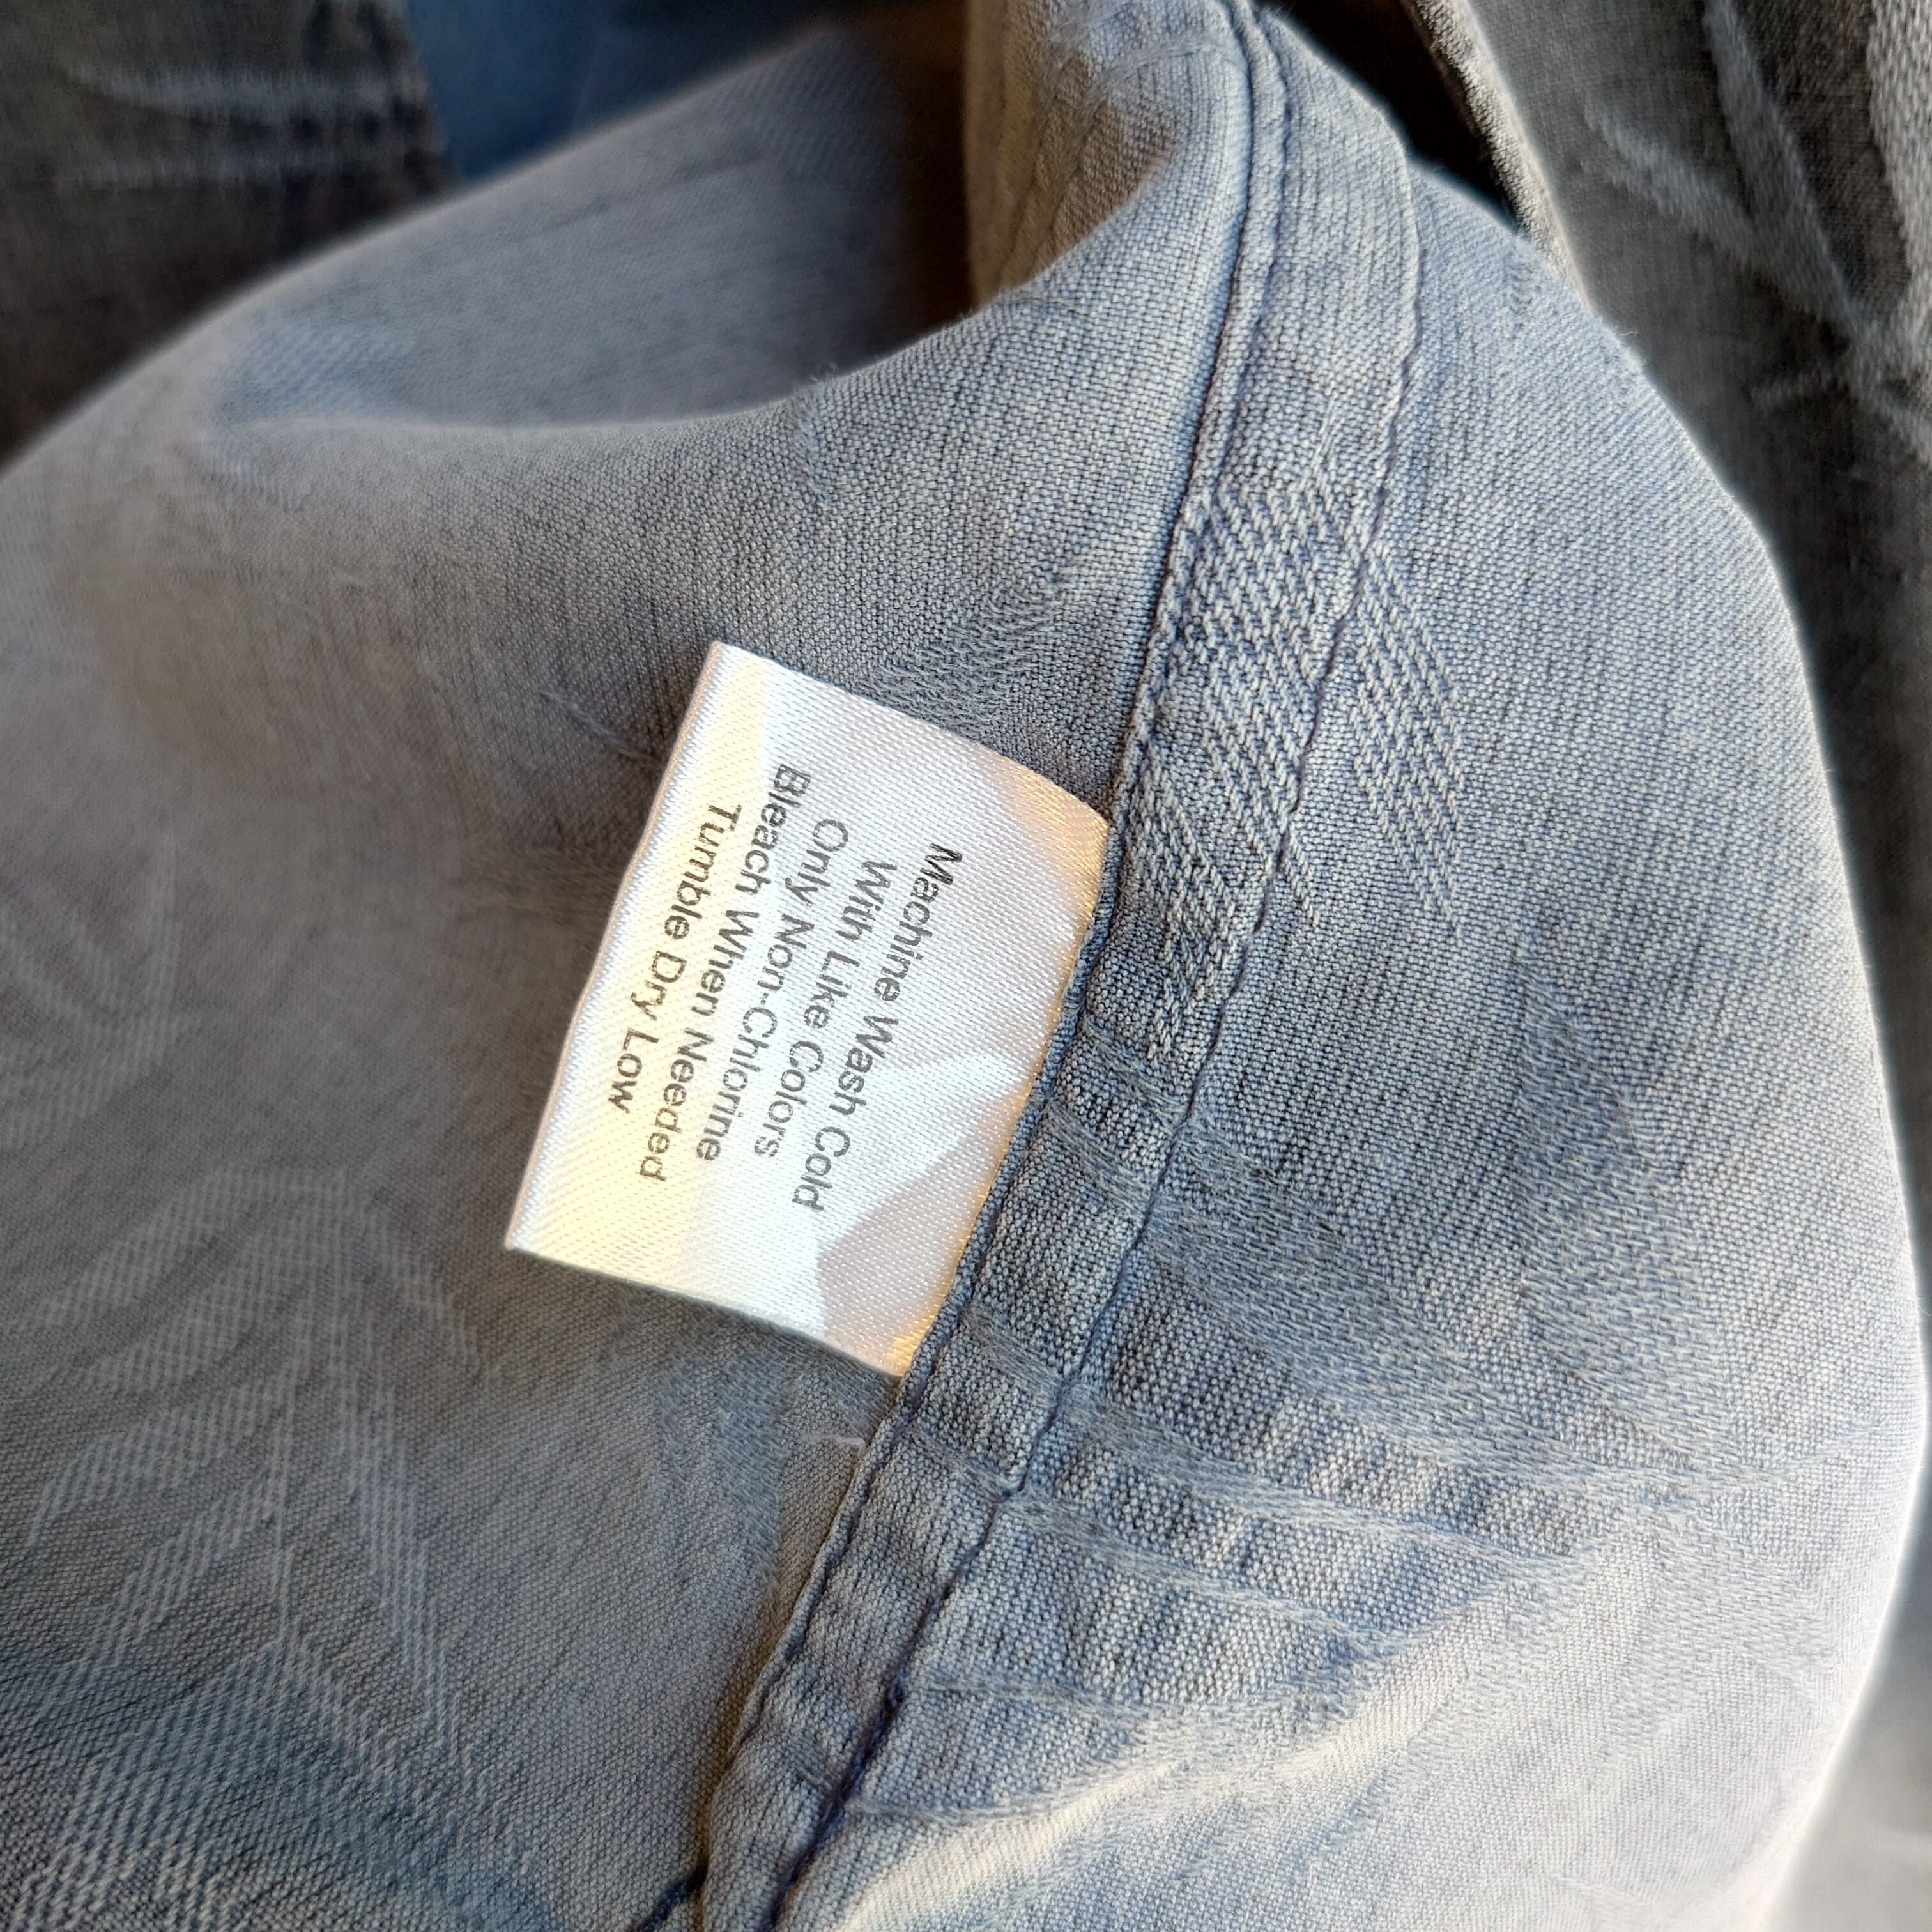 Machine Wash Cold
With Like Colors
Only Non-Chlorine
Bleach When Needed
Tumble Dry Low